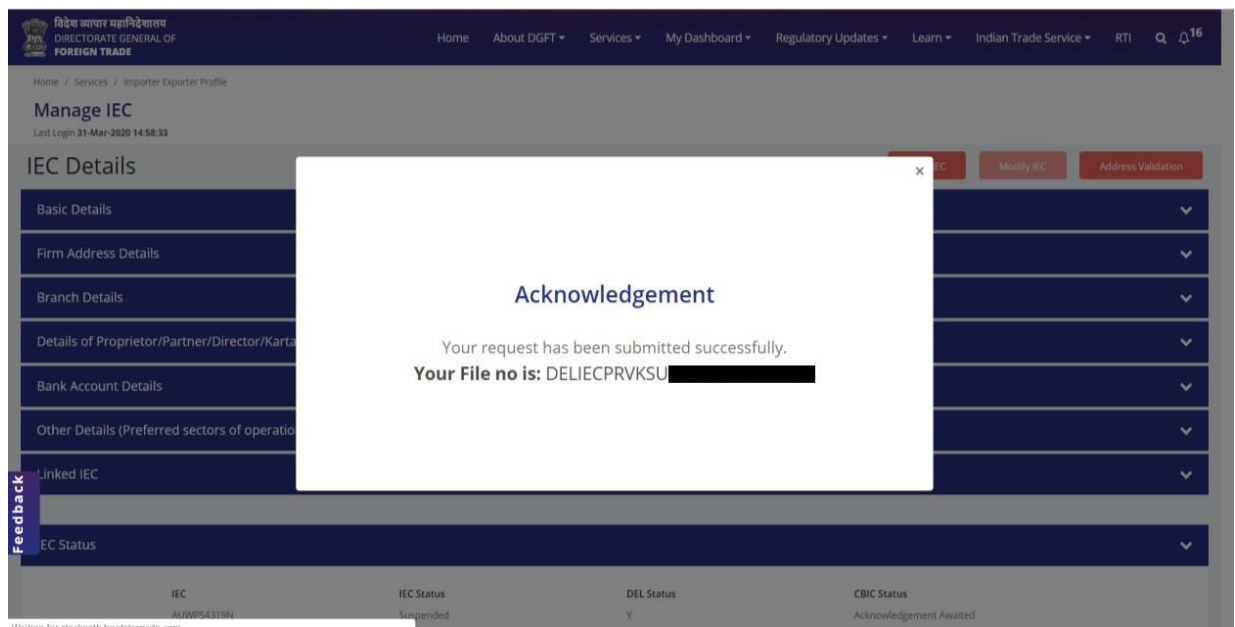 विदेश व्यापार महानिदेशालय
DIRECTORATE GENERAL OF
FOREIGN TRADE
Home About DGFT Services My Dashboard Regulatory Updates Learn Indian Trade Service RTI 16
Home / Services / Importer Exporter Profile
Manage IEC
Last Login 31-Mar-2020 14:58:33
IEC Details
EC Modify IEC Address Validation
×
Basic Details
Firm Address Details
Branch Details
Details of Proprietor/Partner/Director/Karta
Bank Account Details
Other Details (Preferred sectors of operatio
Linked IEC
Acknowledgement
Your request has been submitted successfully.
Your File no is: DELIECPRVKSU
Feedback
EC Status
IEC IEC Status DEL Status CBIC Status
AUWPS4319N Suspended Y Acknowledgement Awaited